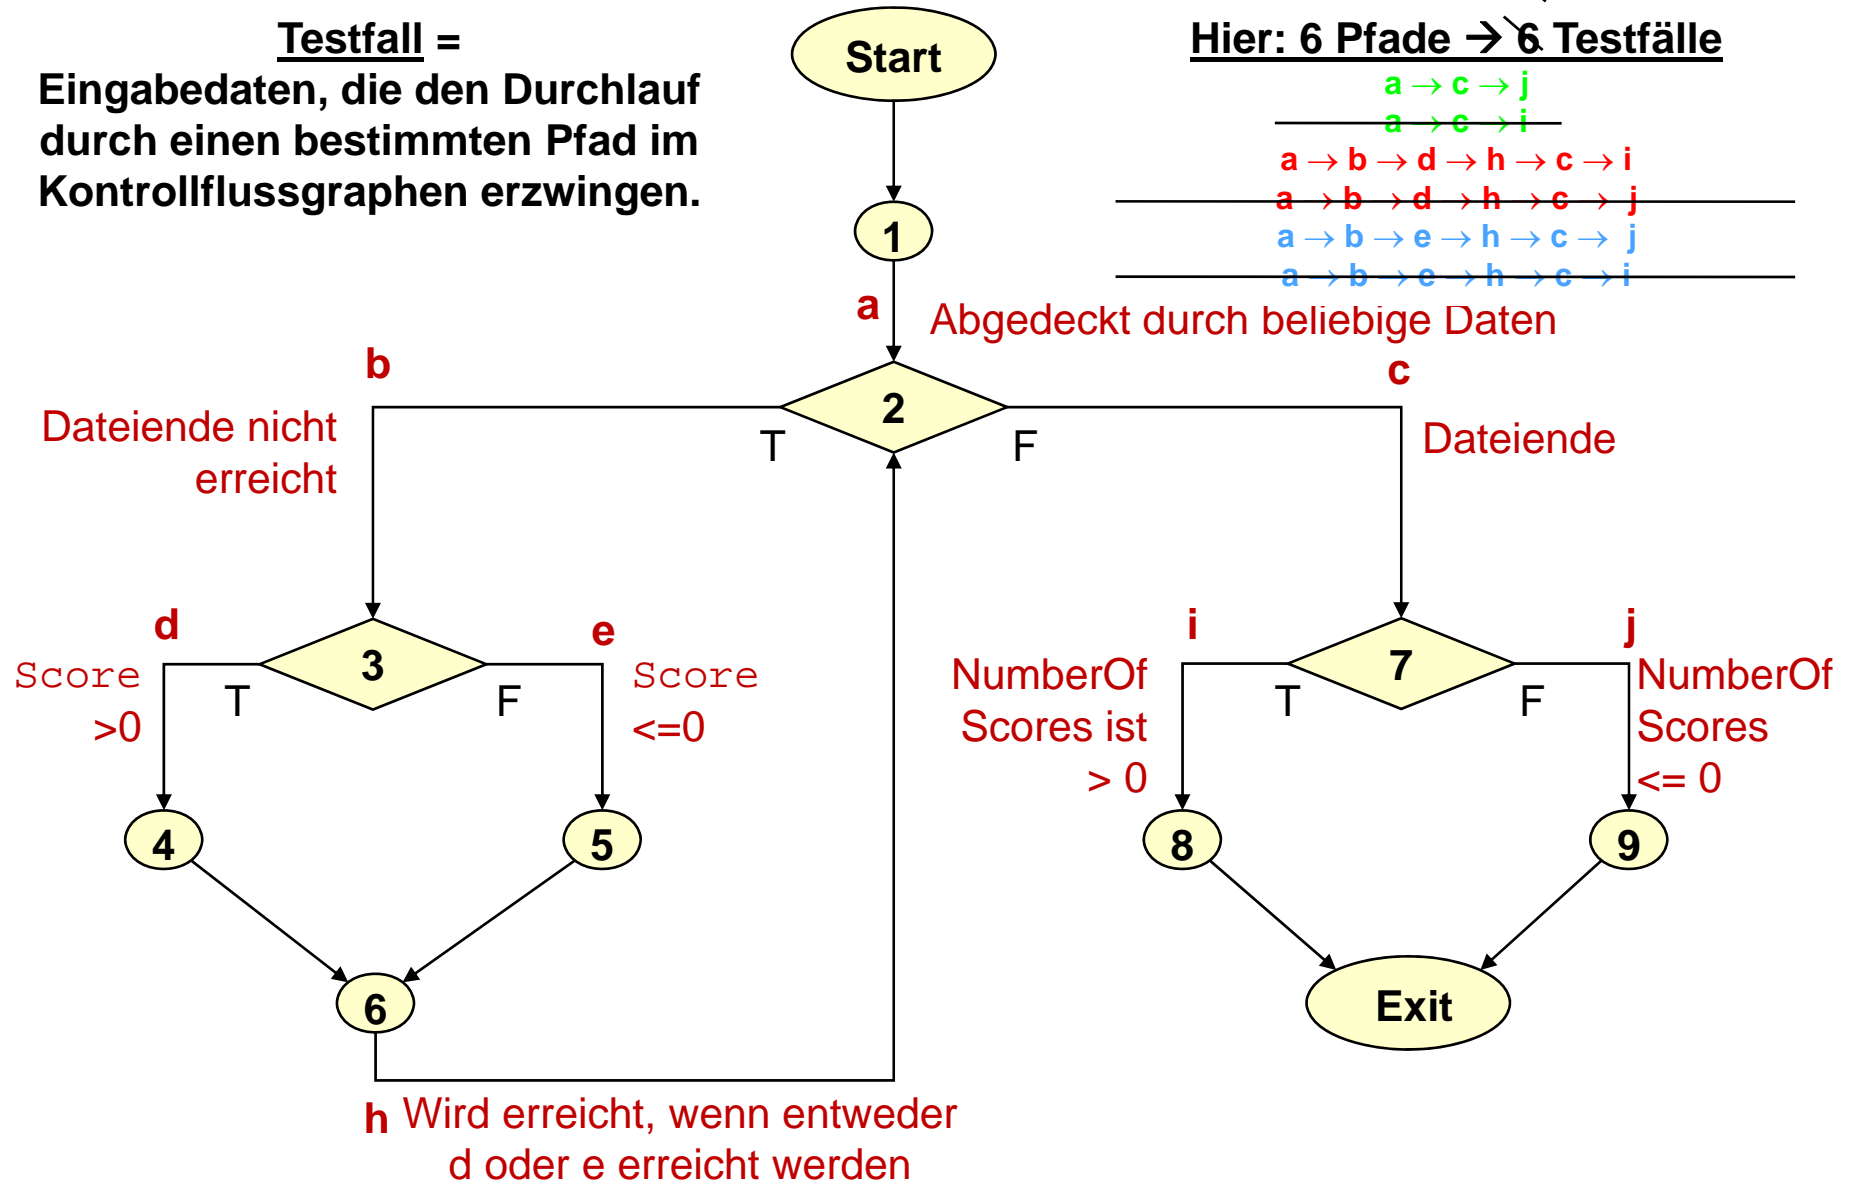 Testfall =
Eingabedaten, die den Durchlauf
durch einen bestimmten Pfad im
Kontrollflussgraphen erzwingen.
Start
Hier: 6 Pfade → 6 Testfälle
a → c → j
a → c → i
a → b → d → h → c → i
a → b → d → h → c → j
a → b → e → h → c → j
a → b → e → h → c → i
1
a
Abgedeckt durch beliebige Daten
b
c
2
T
F
Dateiende nicht
erreicht
Dateiende
d
e
3
T
F
Score
>0
Score
<=0
i
j
7
T
F
NumberOf
Scores ist
> 0
NumberOf
Scores
<= 0
4
5
8
9
6
Exit
h Wird erreicht, wenn entweder
d oder e erreicht werden